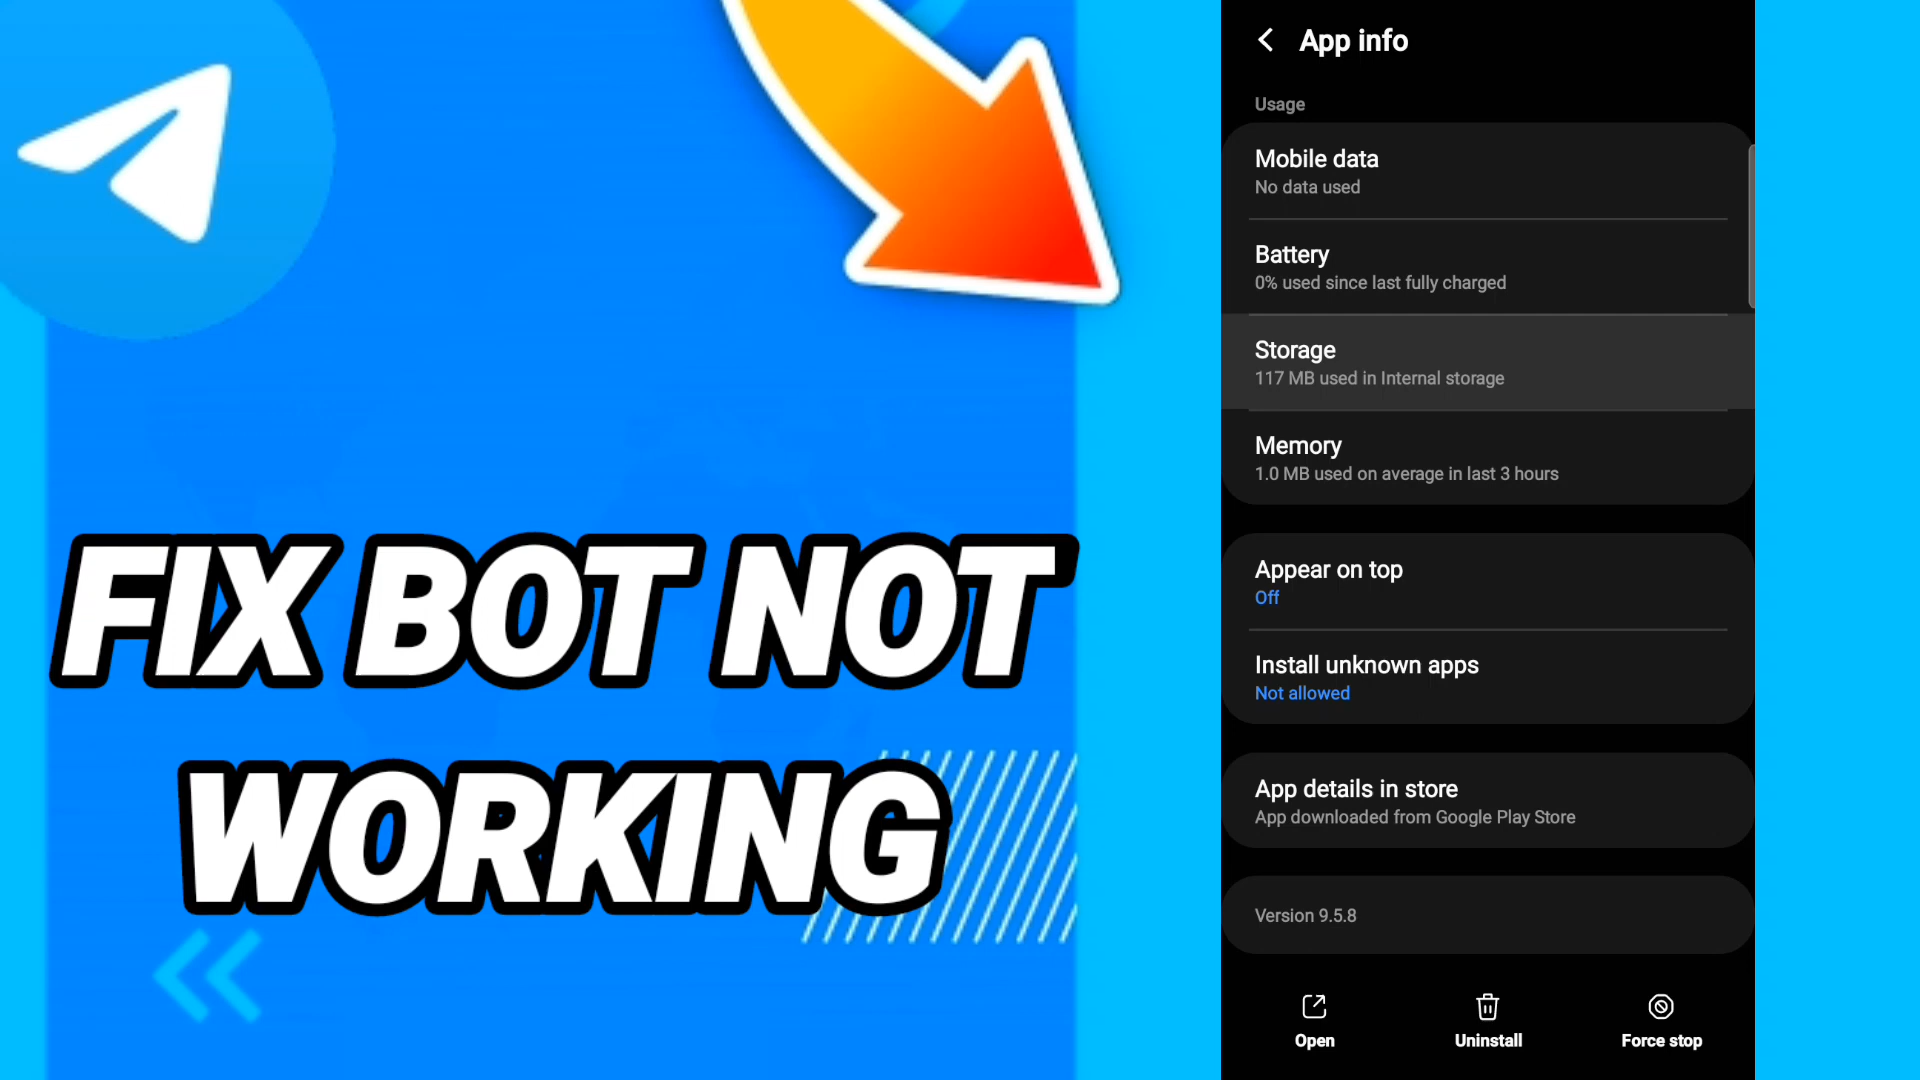 FIX BOT NOT
WORKING
App info
Usage
Mobile data
No data used
Battery
0% used since last fully charged
Storage
117 MB used in Internal storage
Memory
1.0 MB used on average in last 3 hours
Appear on top
Off
Install unknown apps
Not allowed
App details in store
App downloaded from Google Play Store
Version 9.5.8
Open
Uninstall
Force stop